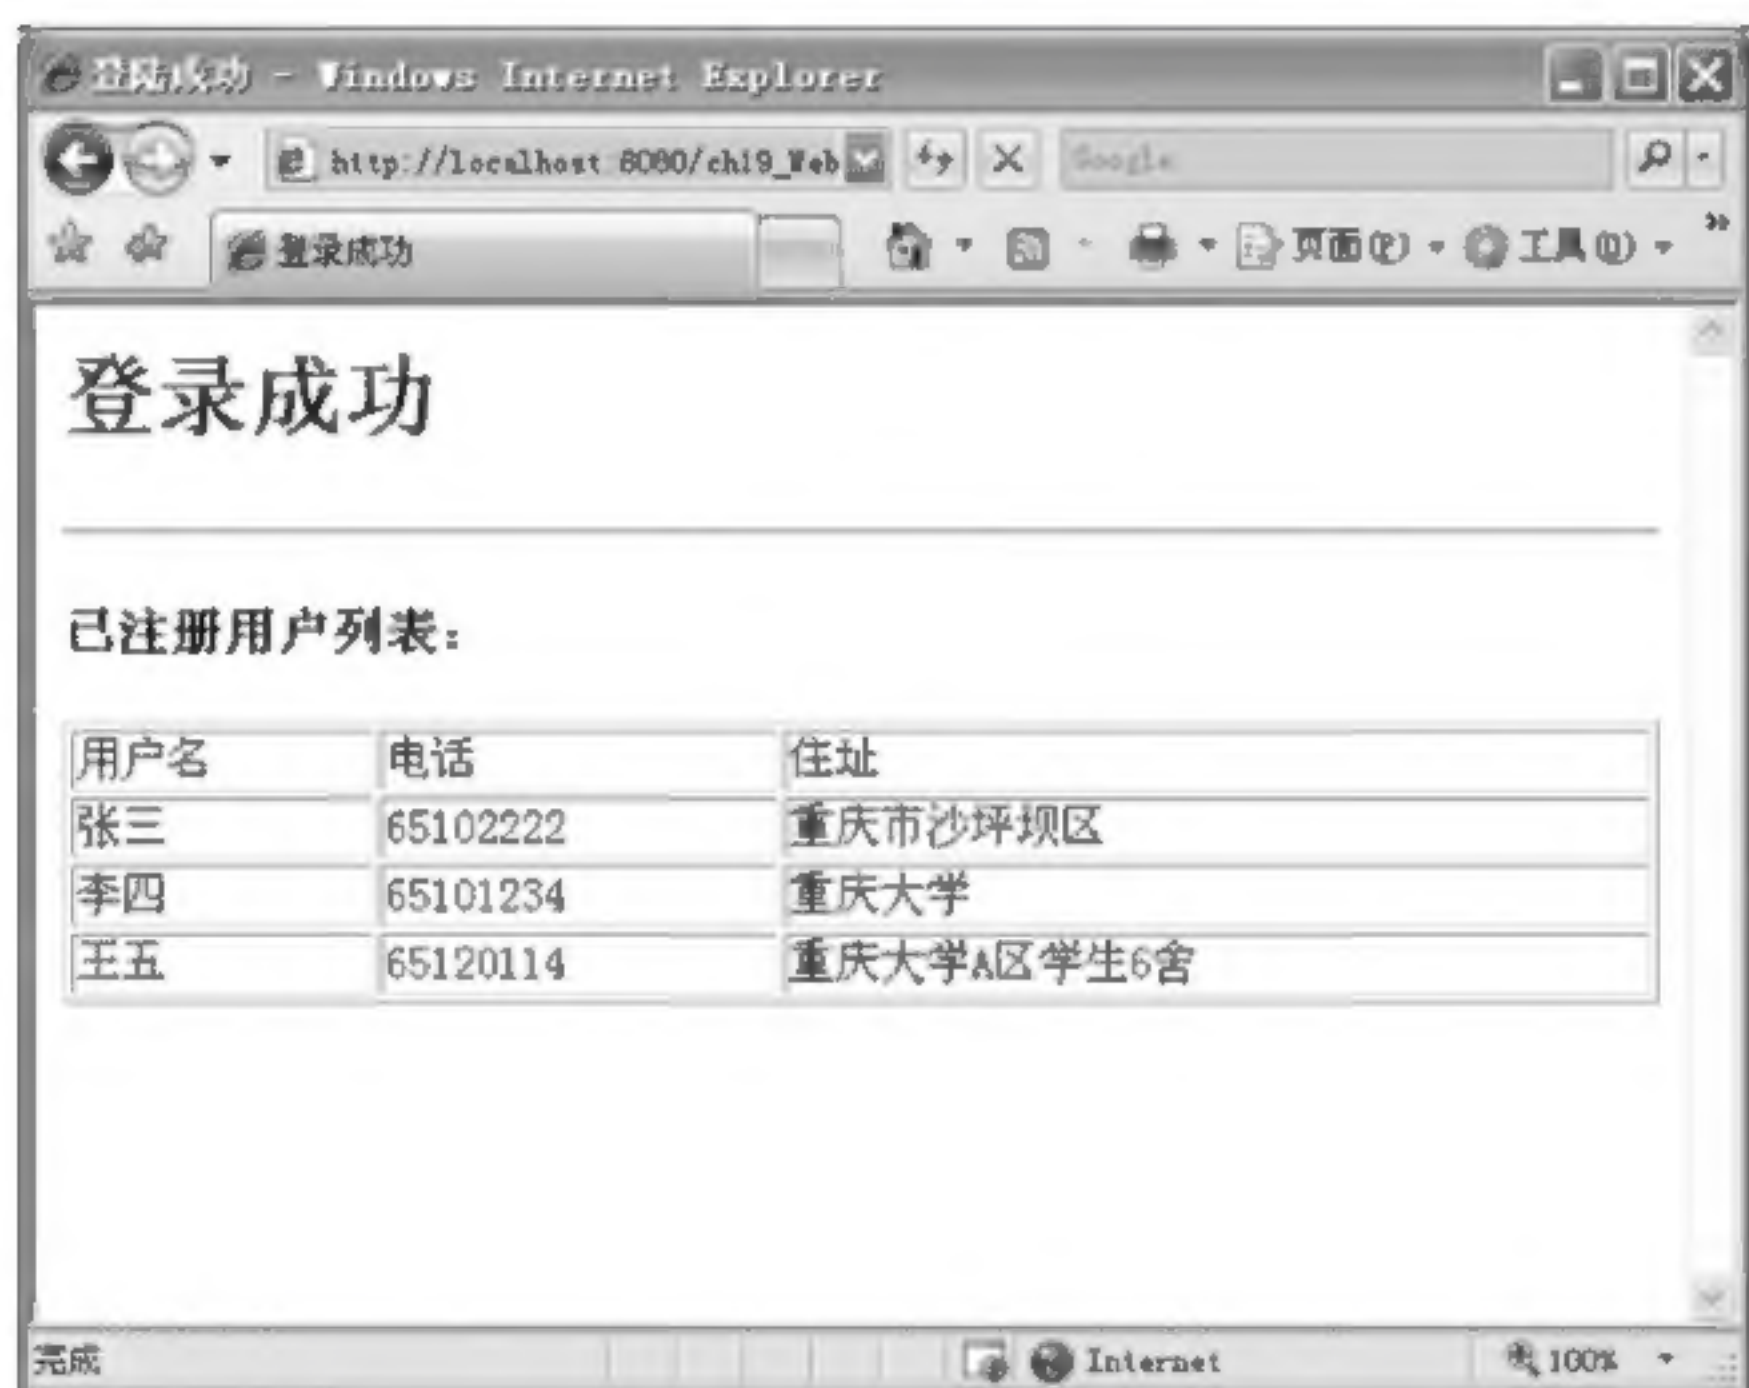 登陆成功 - Windows Internet Explorer
http://localhost:8080/ch19_Web
Google
登录成功
页面(P)
工具(O)
登录成功
已注册用户列表：
用户名 电话 住址
张三 65102222 重庆市沙坪坝区
李四 65101234 重庆大学
王五 65120114 重庆大学A区学生6舍
完成
Internet
100%